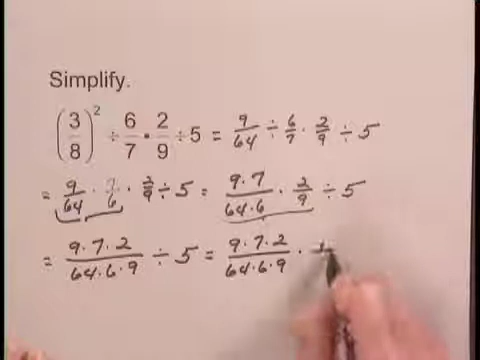 Simplify.
(3/8)² ÷ 6/7 · 2/9 ÷ 5 = 9/64 ÷ 6/7 · 2/9 ÷ 5
= 9/64 · 7/6 · 2/9 ÷ 5 = 9·7/64·6 · 2/9 ÷ 5
= 9·7·2/64·6·9 ÷ 5 = 9·7·2/64·6·9 ·